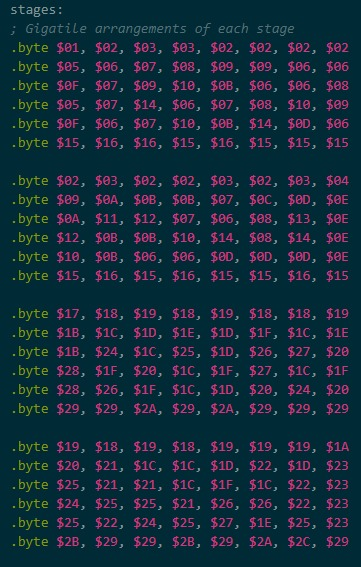 stages:
; Gigatile arrangements of each stage
.byte $01, $02, $03, $03, $02, $02, $02, $02
.byte $05, $06, $07, $08, $09, $09, $06, $06
.byte $0F, $07, $09, $10, $0B, $06, $06, $08
.byte $05, $07, $14, $06, $07, $08, $10, $09
.byte $0F, $06, $07, $10, $0B, $14, $0D, $06
.byte $15, $16, $16, $15, $16, $15, $15, $15
.byte $02, $03, $02, $02, $03, $02, $03, $04
.byte $09, $0A, $0B, $0B, $07, $0C, $0D, $0E
.byte $0A, $11, $12, $07, $06, $08, $13, $0E
.byte $12, $0B, $0B, $10, $14, $08, $14, $0E
.byte $10, $0B, $06, $06, $0D, $0D, $0D, $0E
.byte $15, $16, $15, $16, $15, $15, $16, $15
.byte $17, $18, $19, $18, $19, $18, $18, $19
.byte $1B, $1C, $1D, $1E, $1D, $1F, $1C, $1E
.byte $1B, $24, $1C, $25, $1D, $26, $27, $20
.byte $28, $1F, $20, $1C, $1F, $27, $1C, $1F
.byte $28, $26, $1F, $1C, $1D, $20, $24, $20
.byte $29, $29, $2A, $29, $2A, $29, $29, $29
.byte $19, $18, $19, $18, $19, $19, $19, $1A
.byte $20, $21, $1C, $1C, $1D, $22, $1D, $23
.byte $25, $21, $21, $1C, $1F, $1C, $22, $23
.byte $24, $25, $25, $21, $26, $26, $22, $23
.byte $25, $22, $24, $25, $27, $1E, $25, $23
.byte $2B, $29, $29, $2B, $29, $2A, $2C, $29